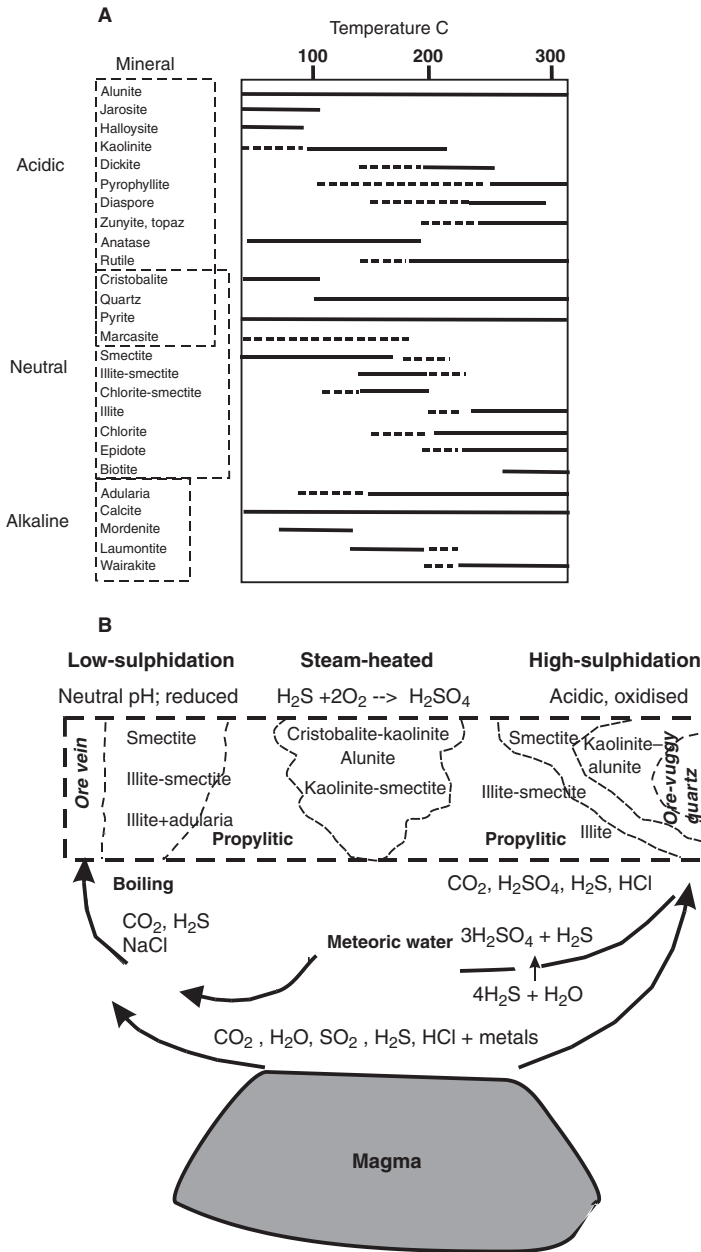 A
Temperature C
100 200 300
Mineral
Acidic
Neutral
Alkaline
Alunite
Jarosite
Halloysite
Kaolinite
Dickite
Pyrophyllite
Diaspore
Zunyite, topaz
Anatase
Rutile
Cristobalite
Quartz
Pyrite
Marcasite
Smectite
Illite-smectite
Chlorite-smectite
Illite
Chlorite
Epidote
Biotite
Adularia
Calcite
Mordenite
Laumontite
Wairakite
B
Low-sulphidation Steam-heated High-sulphidation
Neutral pH; reduced H₂S +2O₂ --> H₂SO₄ Acidic, oxidised
Ore vein
Smectite
Illite-smectite
Illite+adularia
Propylitic
Cristobalite-kaolinite
Alunite
Kaolinite-smectite
Smectite
Illite-smectite
Illite
Propylitic
Kaolinite–
alunite
Ore-vuggy
quartz
Boiling
CO₂, H₂S
NaCl
CO₂, H₂SO₄, H₂S, HCl
Meteoric water 3H₂SO₄ + H₂S
4H₂S + H₂O
CO₂ , H₂O, SO₂ , H₂S, HCl + metals
Magma